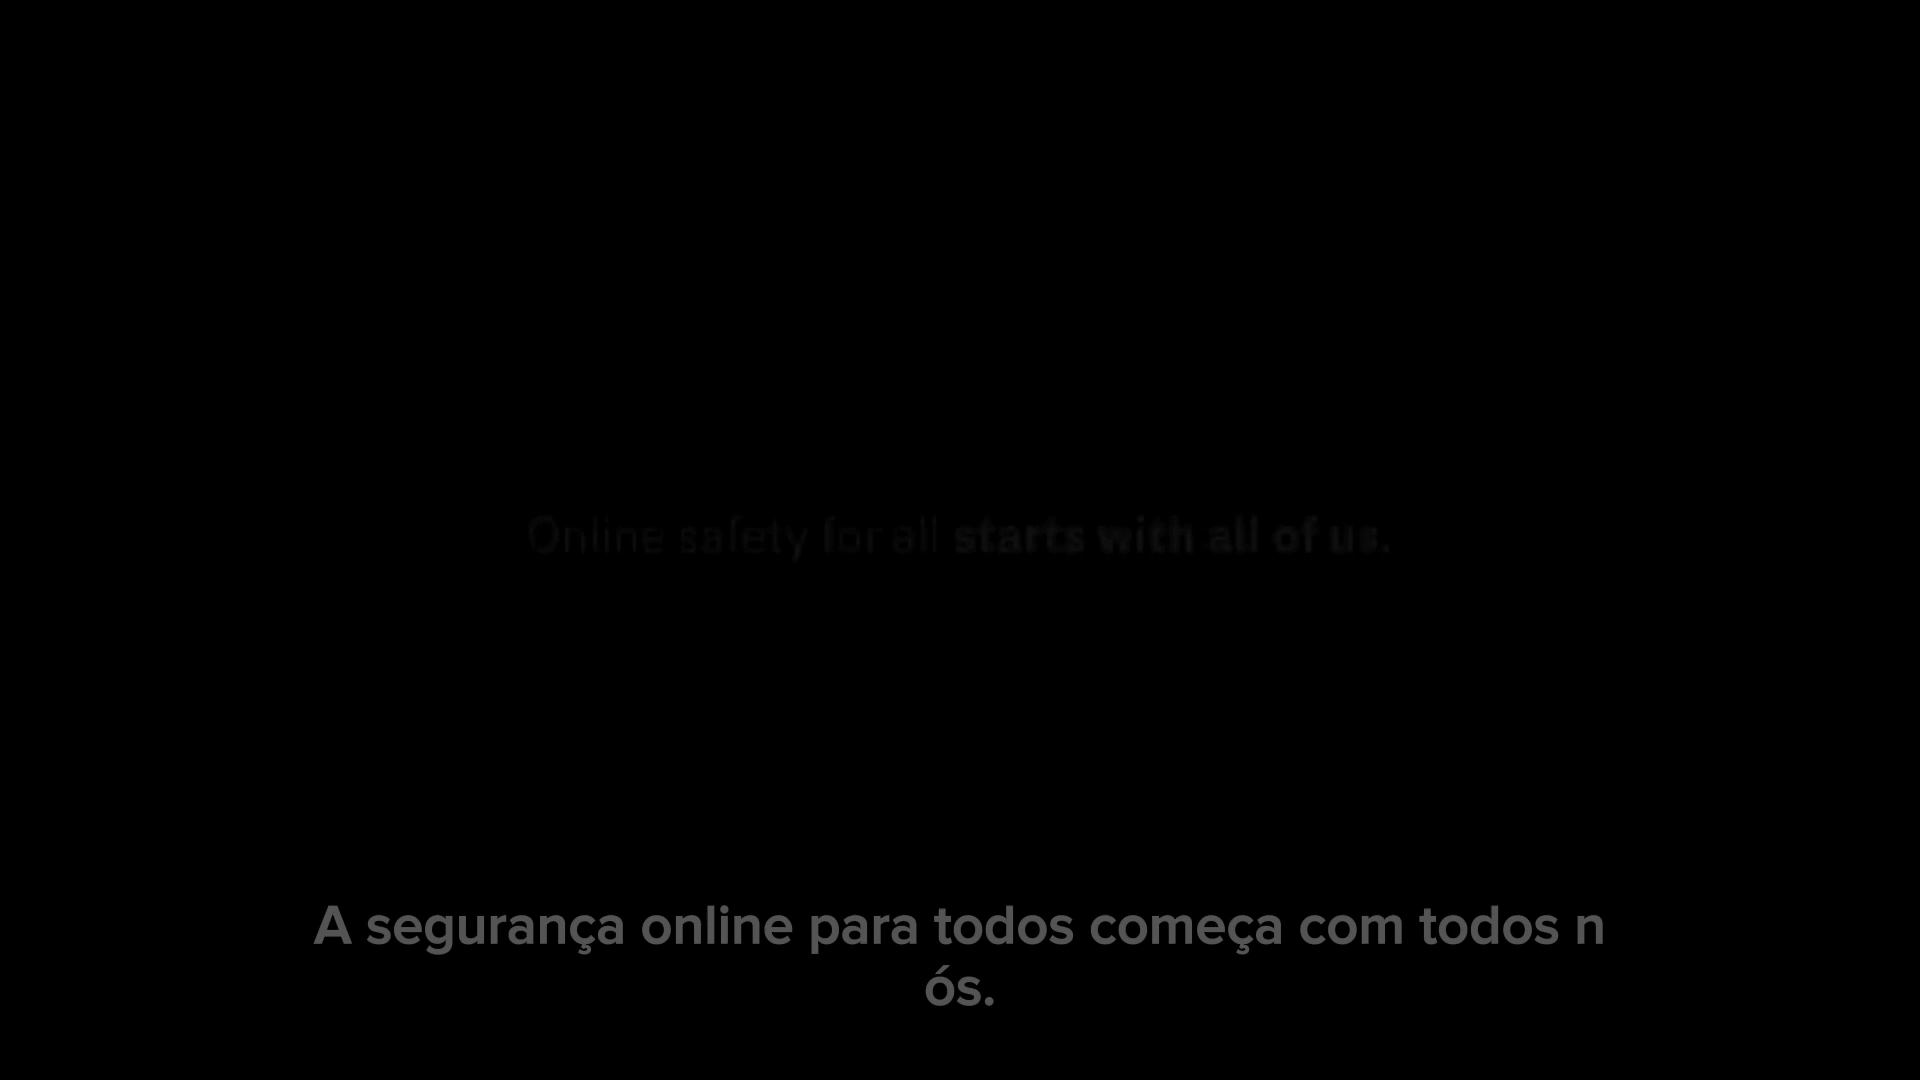 Online safety for all starts with all of us.
A segurança online para todos começa com todos n
ós.